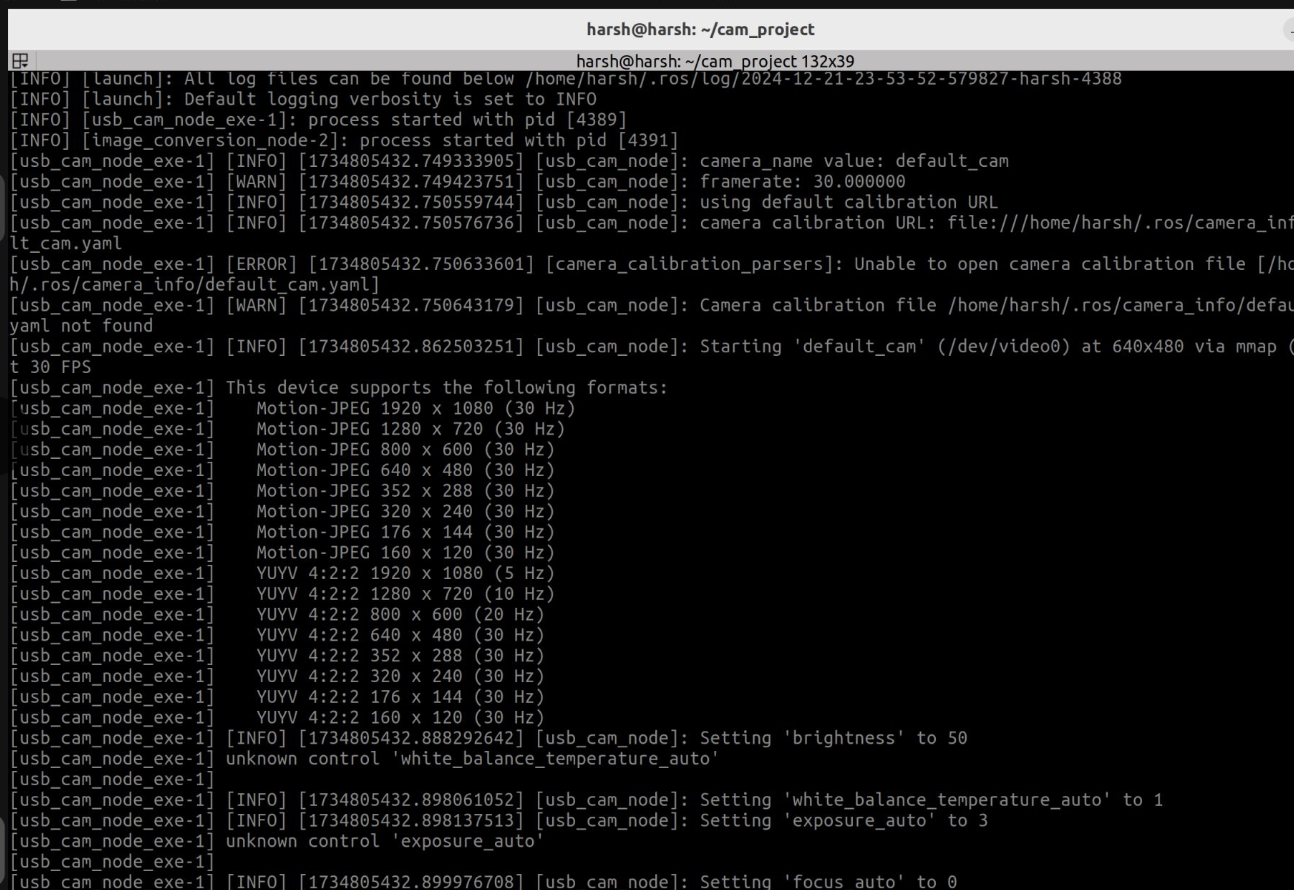 harsh@harsh: ~/cam_project
harsh@harsh: ~/cam_project 132x39
[INFO] [launch]: All log files can be found below /home/harsh/.ros/log/2024-12-21-23-53-52-579827-harsh-4388
[INFO] [launch]: Default logging verbosity is set to INFO
[INFO] [usb_cam_node_exe-1]: process started with pid [4389]
[INFO] [image_conversion_node-2]: process started with pid [4391]
[usb_cam_node_exe-1] [INFO] [1734805432.749333905] [usb_cam_node]: camera_name value: default_cam
[usb_cam_node_exe-1] [WARN] [1734805432.749423751] [usb_cam_node]: framerate: 30.000000
[usb_cam_node_exe-1] [INFO] [1734805432.750559744] [usb_cam_node]: using default calibration URL
[usb_cam_node_exe-1] [INFO] [1734805432.750576736] [usb_cam_node]: camera calibration URL: file:///home/harsh/.ros/camera_inf
lt_cam.yaml
[usb_cam_node_exe-1] [ERROR] [1734805432.750633601] [camera_calibration_parsers]: Unable to open camera calibration file [/ho
h/.ros/camera_info/default_cam.yaml]
[usb_cam_node_exe-1] [WARN] [1734805432.750643179] [usb_cam_node]: Camera calibration file /home/harsh/.ros/camera_info/defau
yaml not found
[usb_cam_node_exe-1] [INFO] [1734805432.862503251] [usb_cam_node]: Starting 'default_cam' (/dev/video0) at 640x480 via mmap (
t 30 FPS
[usb_cam_node_exe-1] This device supports the following formats:
[usb_cam_node_exe-1]    Motion-JPEG 1920 x 1080 (30 Hz)
[usb_cam_node_exe-1]    Motion-JPEG 1280 x 720 (30 Hz)
[usb_cam_node_exe-1]    Motion-JPEG 800 x 600 (30 Hz)
[usb_cam_node_exe-1]    Motion-JPEG 640 x 480 (30 Hz)
[usb_cam_node_exe-1]    Motion-JPEG 352 x 288 (30 Hz)
[usb_cam_node_exe-1]    Motion-JPEG 320 x 240 (30 Hz)
[usb_cam_node_exe-1]    Motion-JPEG 176 x 144 (30 Hz)
[usb_cam_node_exe-1]    Motion-JPEG 160 x 120 (30 Hz)
[usb_cam_node_exe-1]    YUYV 4:2:2 1920 x 1080 (5 Hz)
[usb_cam_node_exe-1]    YUYV 4:2:2 1280 x 720 (10 Hz)
[usb_cam_node_exe-1]    YUYV 4:2:2 800 x 600 (20 Hz)
[usb_cam_node_exe-1]    YUYV 4:2:2 640 x 480 (30 Hz)
[usb_cam_node_exe-1]    YUYV 4:2:2 352 x 288 (30 Hz)
[usb_cam_node_exe-1]    YUYV 4:2:2 320 x 240 (30 Hz)
[usb_cam_node_exe-1]    YUYV 4:2:2 176 x 144 (30 Hz)
[usb_cam_node_exe-1]    YUYV 4:2:2 160 x 120 (30 Hz)
[usb_cam_node_exe-1] [INFO] [1734805432.888292642] [usb_cam_node]: Setting 'brightness' to 50
[usb_cam_node_exe-1] unknown control 'white_balance_temperature_auto'
[usb_cam_node_exe-1]
[usb_cam_node_exe-1] [INFO] [1734805432.898061052] [usb_cam_node]: Setting 'white_balance_temperature_auto' to 1
[usb_cam_node_exe-1] [INFO] [1734805432.898137513] [usb_cam_node]: Setting 'exposure_auto' to 3
[usb_cam_node_exe-1] unknown control 'exposure_auto'
[usb_cam_node_exe-1]
[usb_cam_node_exe-1] [INFO] [1734805432.899976708] [usb_cam_node]: Setting 'focus_auto' to 0